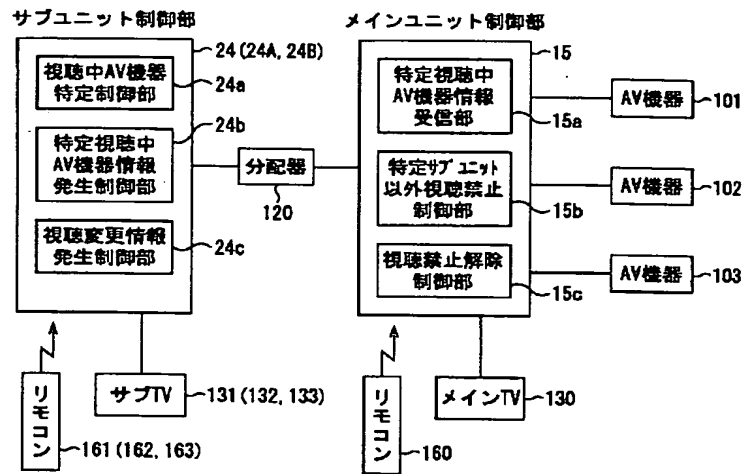 サブユニット制御部
24 (24A, 24B)
視聴中AV機器
特定制御部
24a
24b
特定視聴中
AV機器情報
発生制御部
視聴変更情報
発生制御部
24c
分配器
120
メインユニット制御部
15
特定視聴中
AV機器情報
受信部
15a
特定サブユニット
以外視聴禁止
制御部
15b
視聴禁止解除
制御部
15c
AV機器
101
AV機器
102
AV機器
103
リモコン
161 (162, 163)
サブTV
131 (132, 133)
リモコン
160
メインTV
130